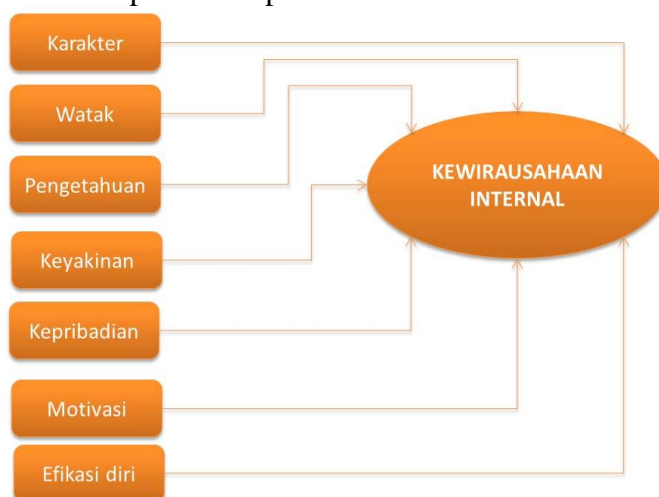 Karakter
Watak
Pengetahuan
Keyakinan
Kepribadian
Motivasi
Efikasi diri
KEWIRAUSAHAAN
INTERNAL